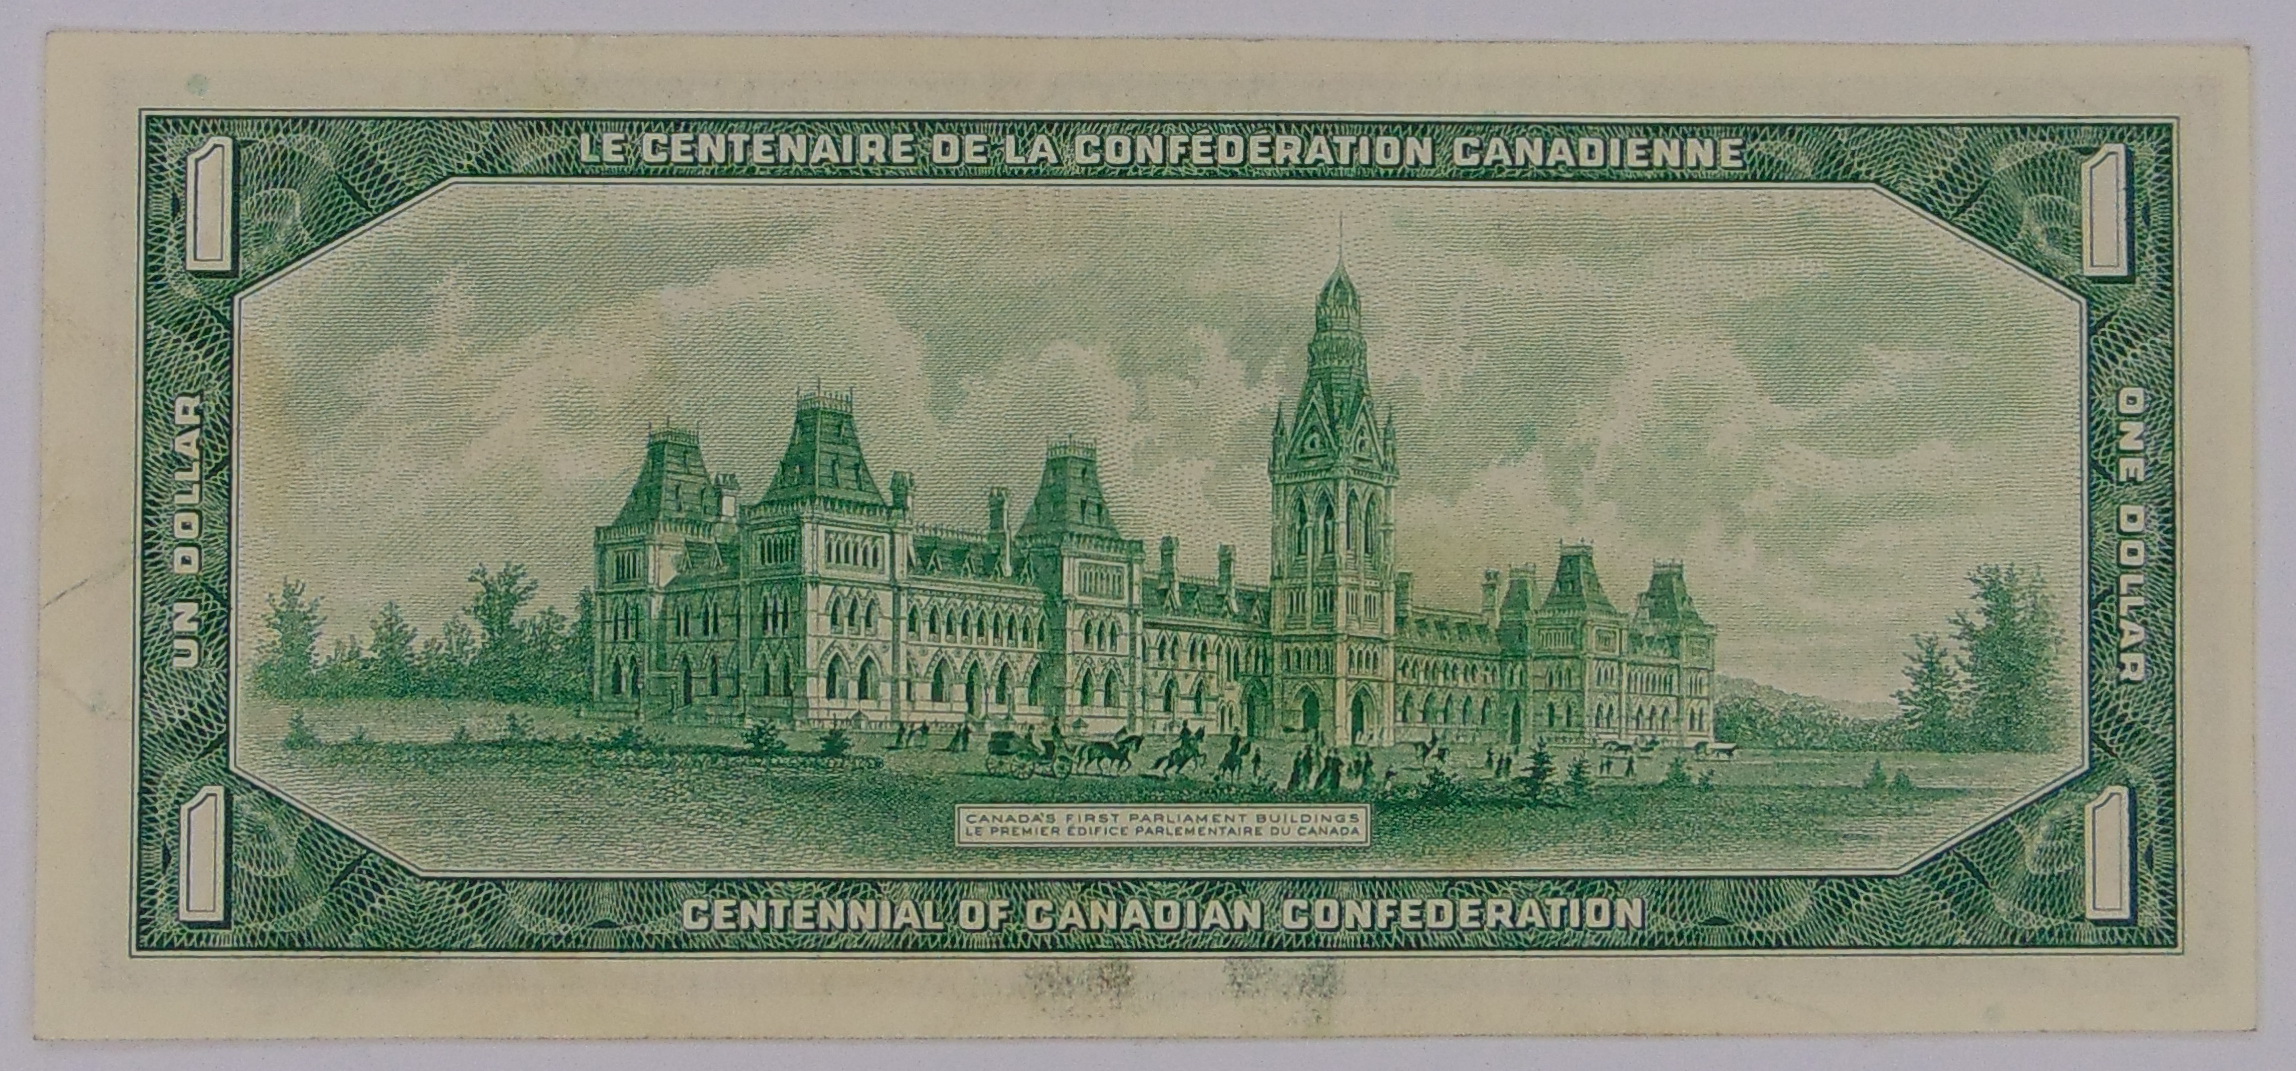 LE CENTENAIRE DE LA CONFÉDÉRATION CANADIENNE
1
1
UN DOLLAR
ONE DOLLAR
CANADA'S FIRST PARLIAMENT BUILDINGS
LE PREMIER ÉDIFICE PARLEMENTAIRE DU CANADA
1
1
CENTENNIAL OF CANADIAN CONFEDERATION